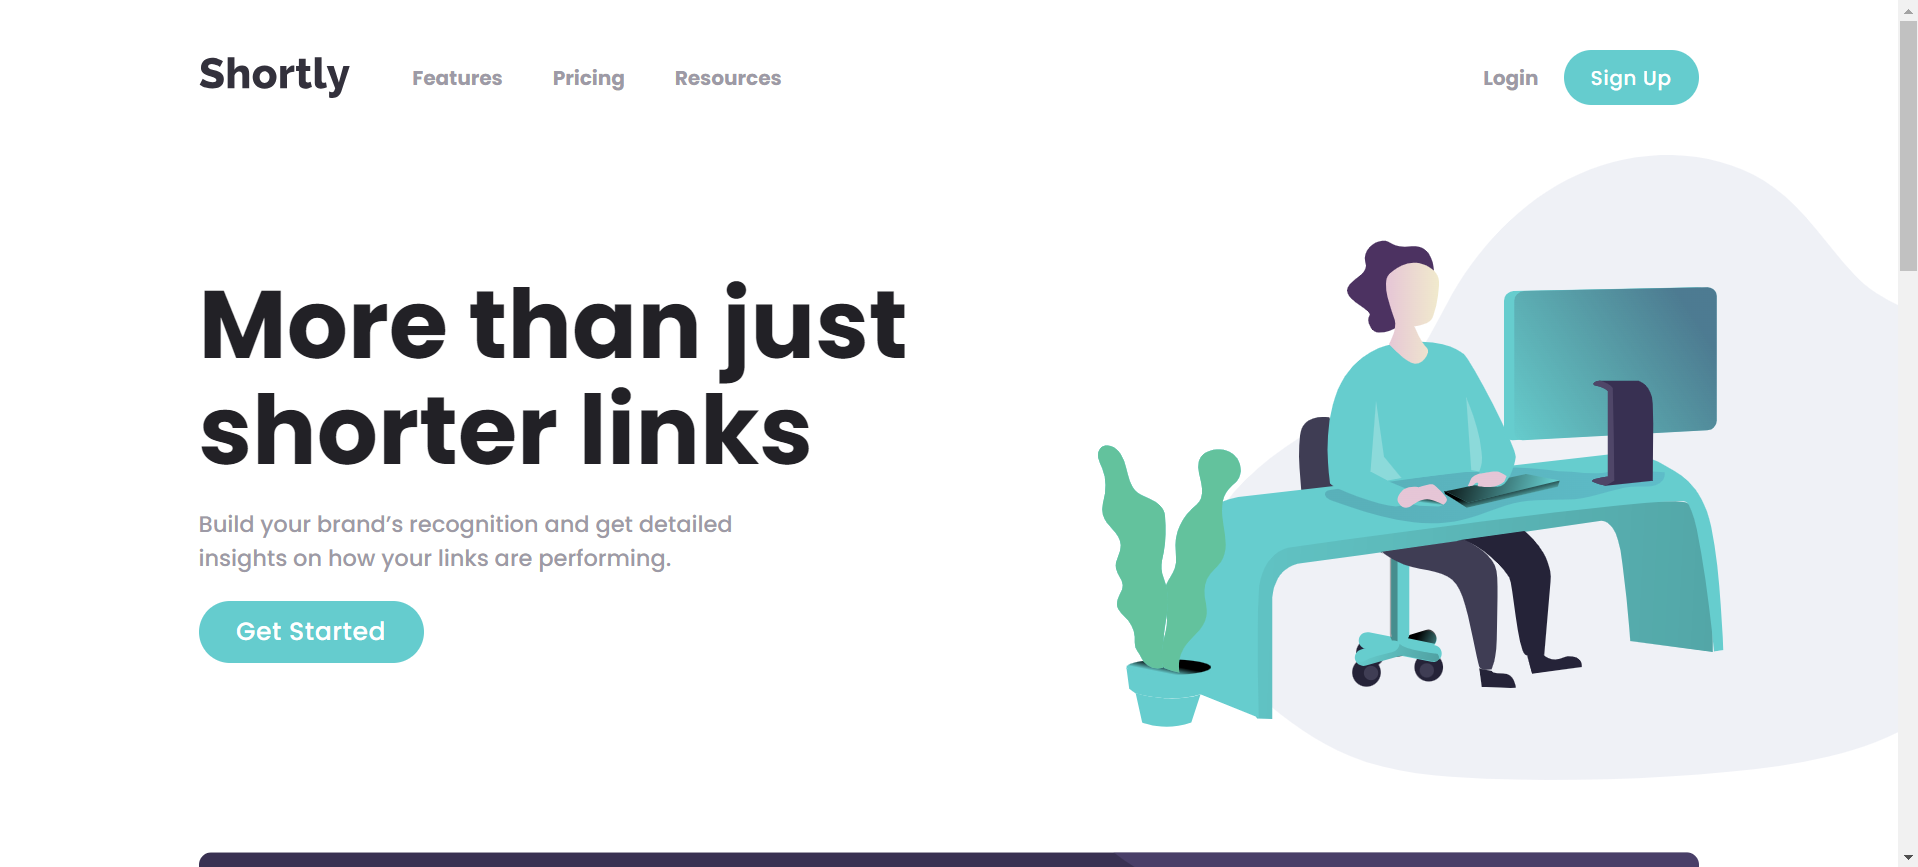 Shortly
Features
Pricing
Resources
Login
Sign Up
More than just
shorter links
Build your brand’s recognition and get detailed
insights on how your links are performing.
Get Started